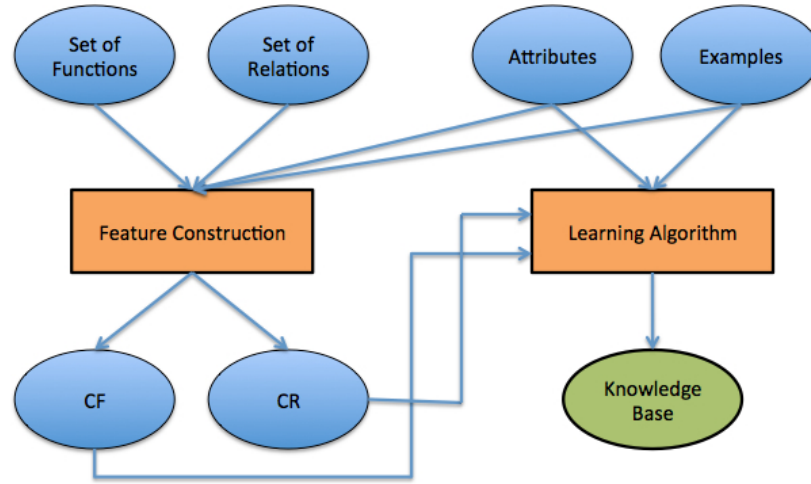 Set of
Functions
Set of
Relations
Attributes
Examples
Feature Construction
Learning Algorithm
CF
CR
Knowledge
Base